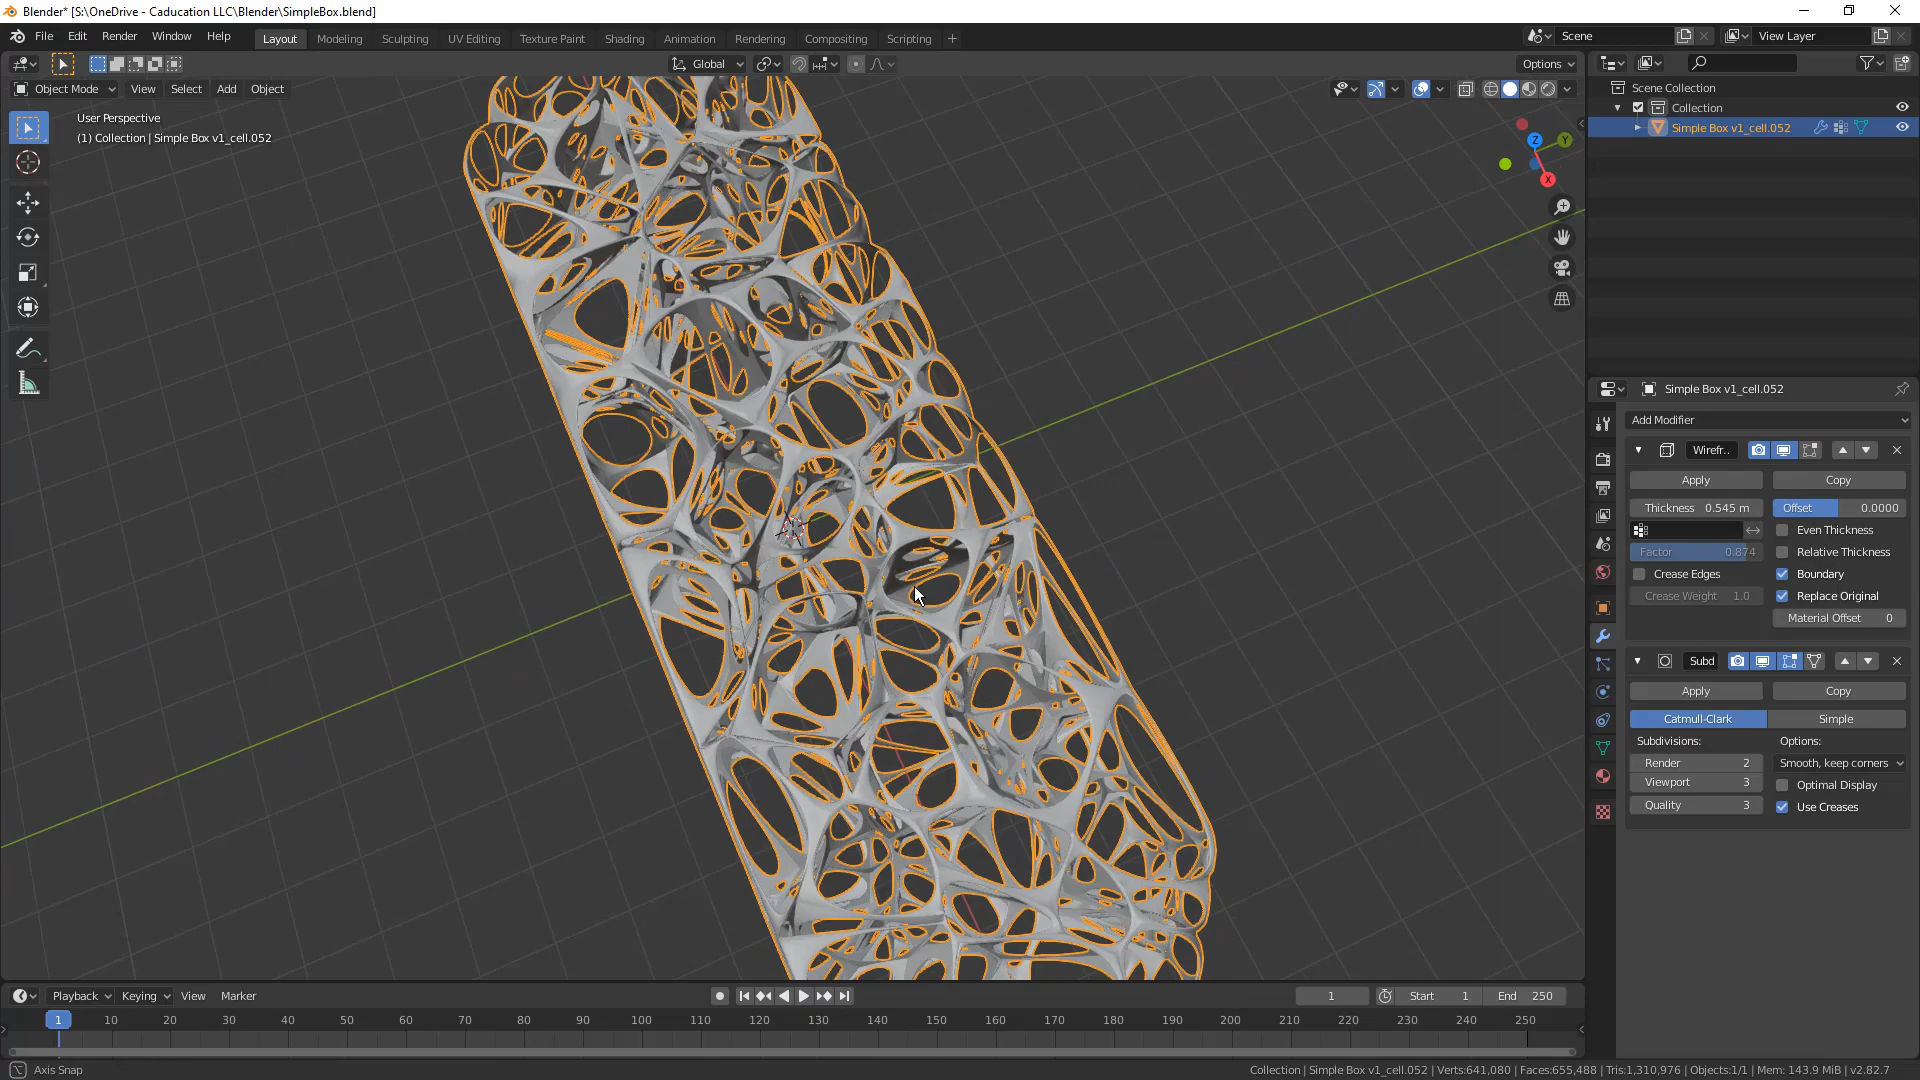 Blender* [S:\OneDrive - Caducation LLC\Blender\SimpleBox.blend]
File Edit Render Window Help
Layout Modeling Sculpting UV Editing Texture Paint Shading Animation Rendering Compositing Scripting +
Scene
View Layer
Global
Options
Object Mode View Select Add Object
User Perspective
(1) Collection | Simple Box v1_cell.052
Z Y X
Scene Collection
Collection
Simple Box v1_cell.052
Simple Box v1_cell.052
Add Modifier
Wirefr..
Apply Copy
Thickness 0.545 m Offset 0.0000
Even Thickness
Factor 0.874 Relative Thickness
Crease Edges Boundary
Crease Weight 1.0 Replace Original
Material Offset 0
Subd
Apply Copy
Catmull-Clark Simple
Subdivisions: Options:
Render 2 Smooth, keep corners
Viewport 3 Optimal Display
Quality 3 Use Creases
Playback Keying View Marker
1 Start 1 End 250
1 10 20 30 40 50 60 70 80 90 100 110 120 130 140 150 160 170 180 190 200 210 220 230 240 250
Axis Snap
Collection | Simple Box v1_cell.052 | Verts:641,080 | Faces:655,488 | Tris:1,310,976 | Objects:1/1 | Mem: 143.9 MiB | v2.82.7